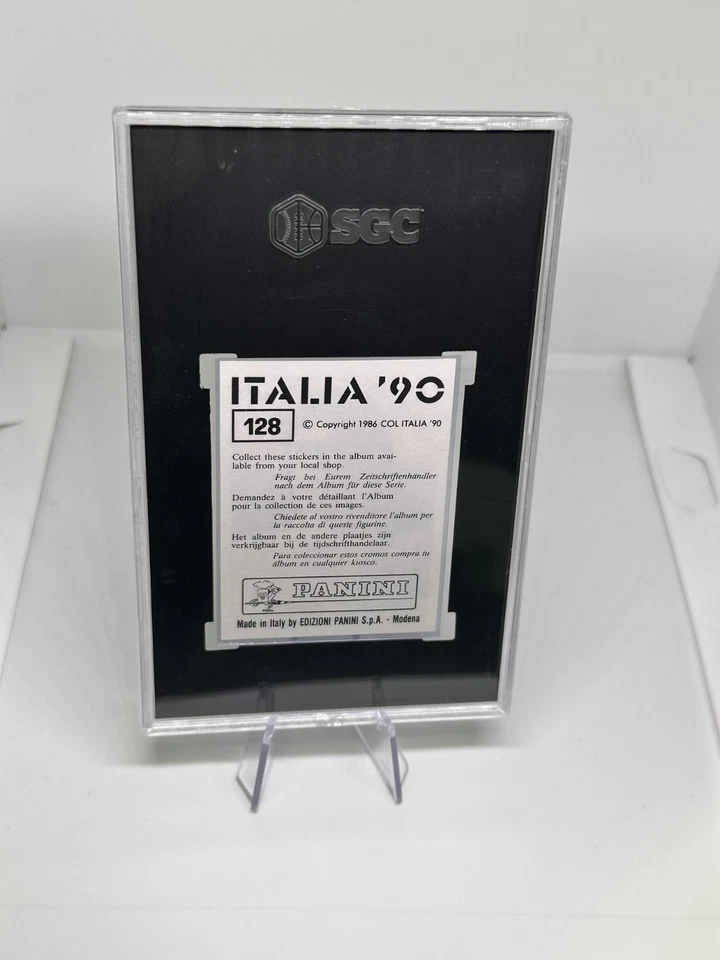 SGC
ITALIA '90
128 © Copyright 1986 COL ITALIA '90
Collect these stickers in the album avai-
lable from your local shop.
Fragt bei Eurem Zeitschriftenhändler
nach dem Album für diese Serie.
Demandez à votre détaillant l'Album
pour la collection de ces images.
Chiedete al vostro rivenditore l'album per
la raccolta di queste figurine.
Het album en de andere plaatjes zijn
verkrijgbaar bij de tijdschrifthandelaar.
Para coleccionar estos cromos compra tu
álbum en cualquier kiosco.
PANINI
Made in Italy by EDIZIONI PANINI S.p.A. - Modena